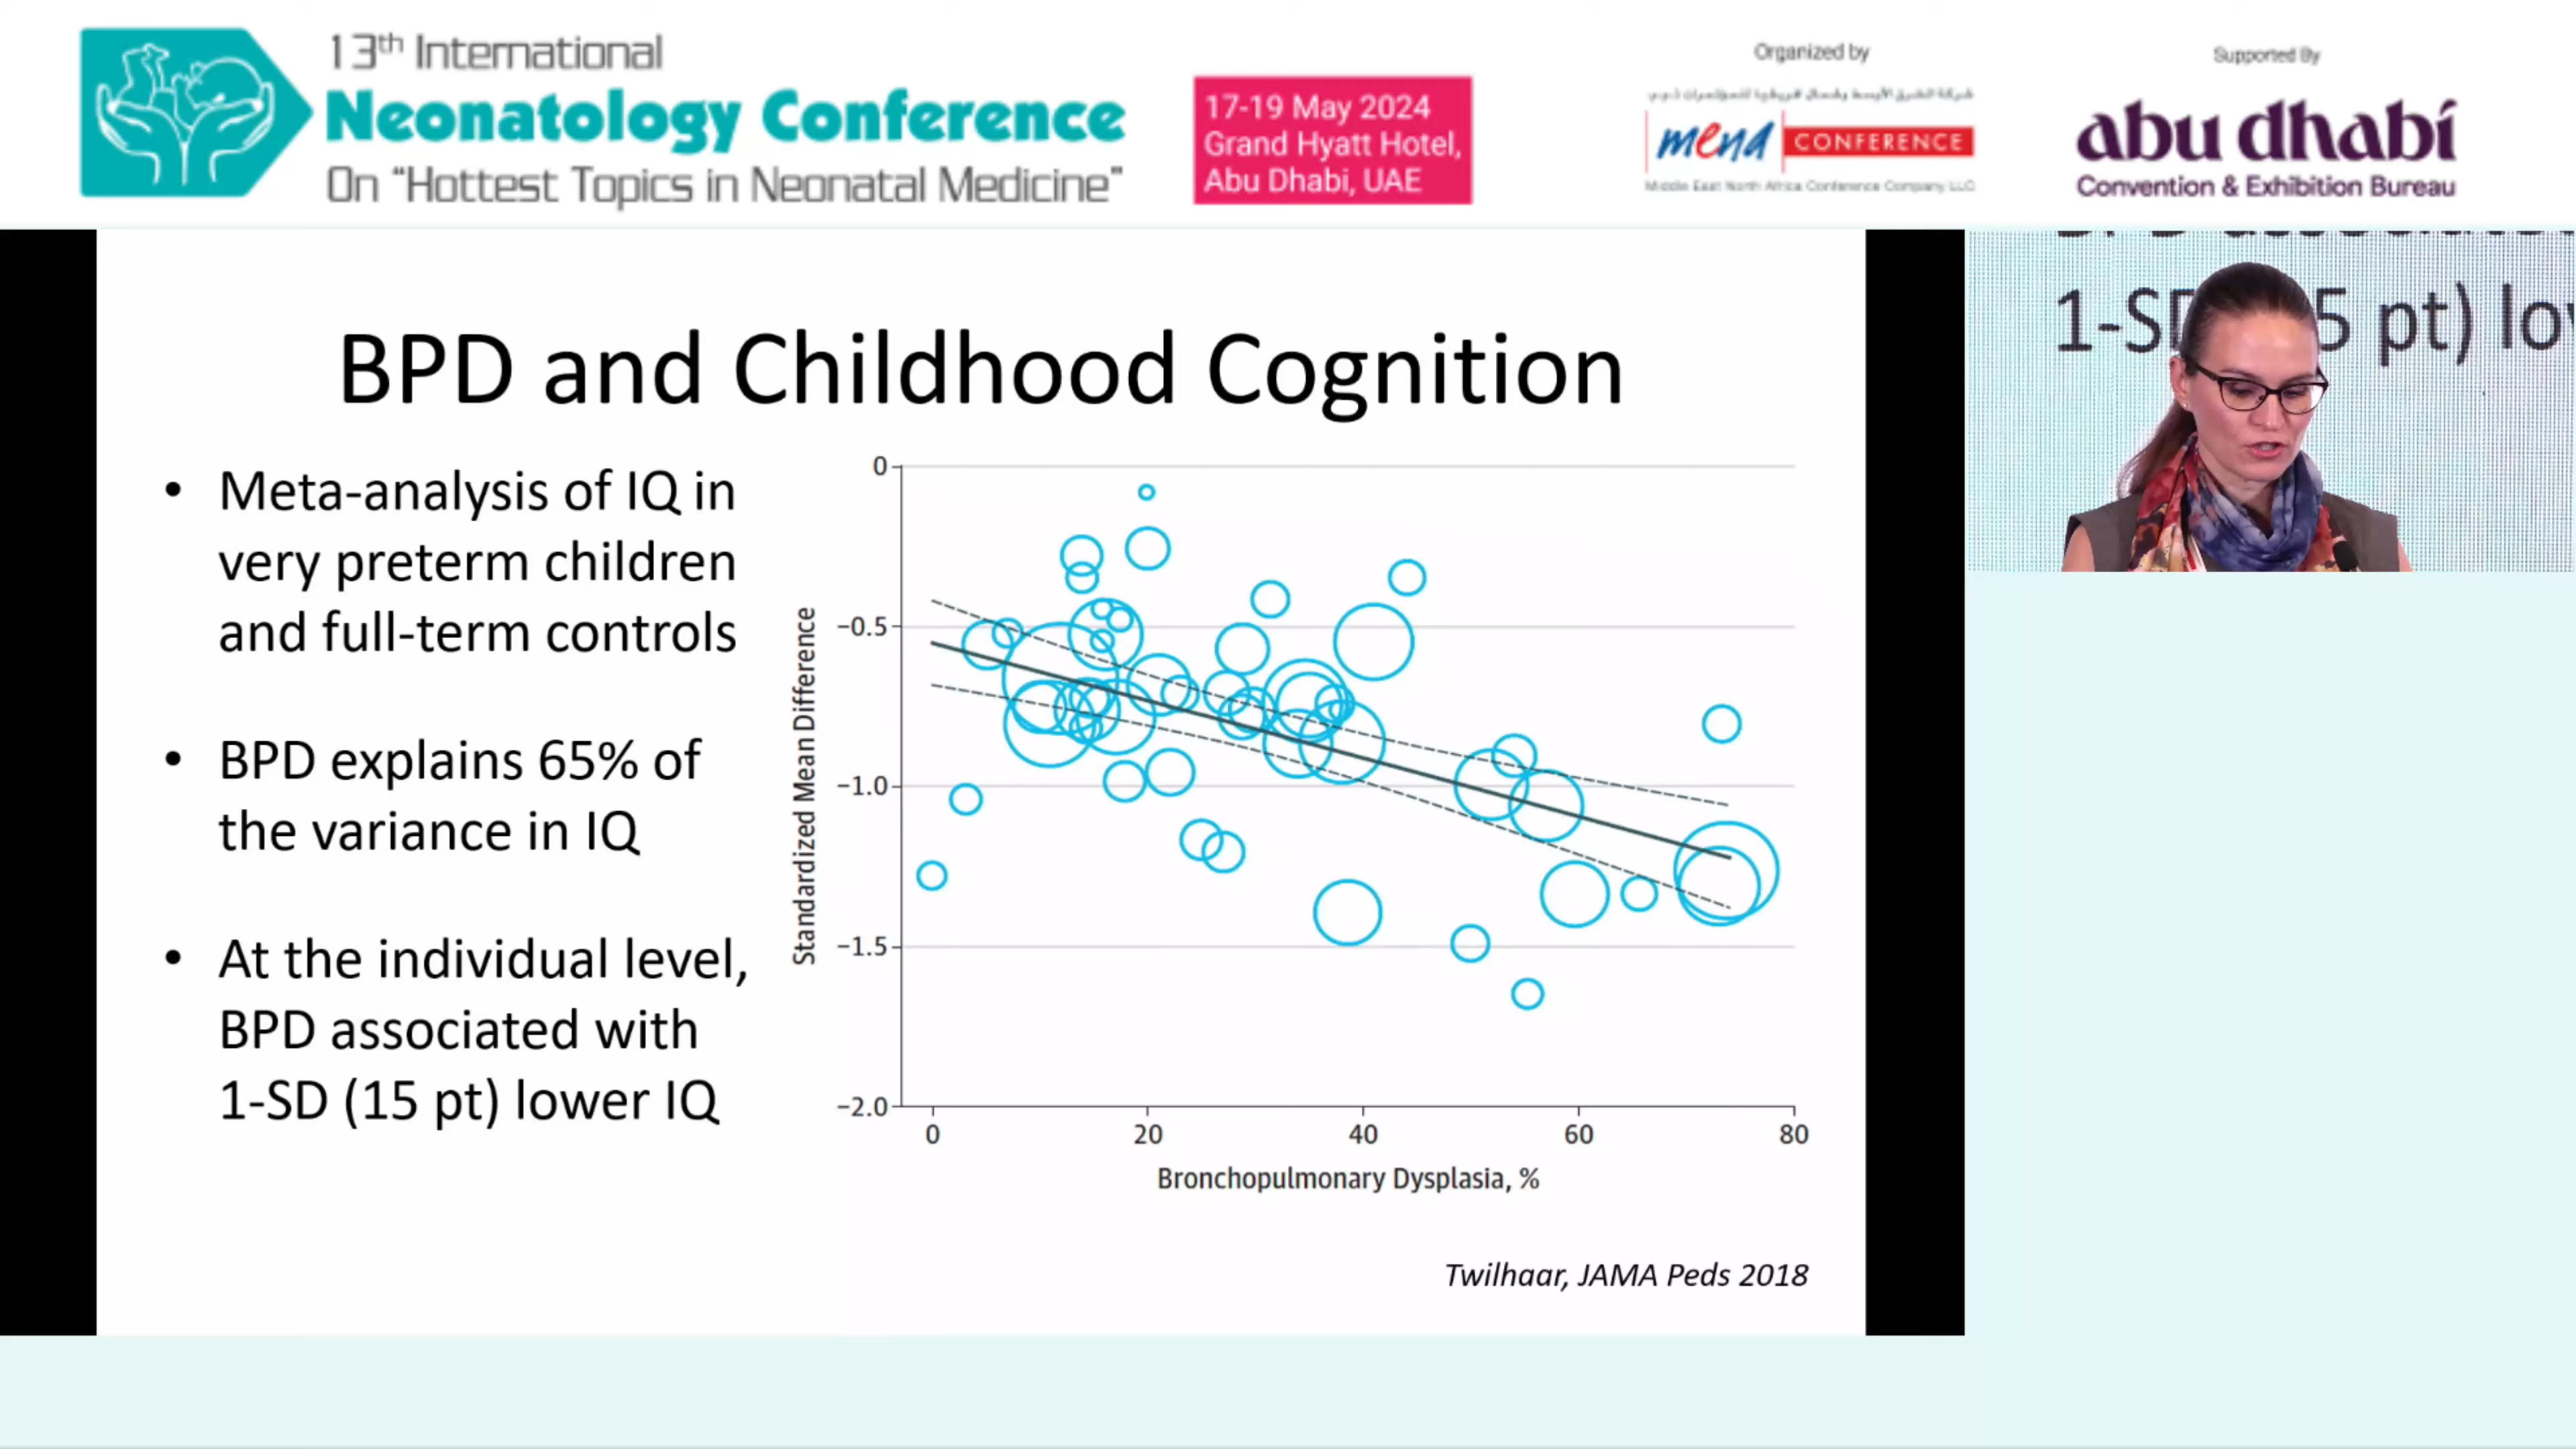 13th International
Neonatology Conference
On "Hottest Topics in Neonatal Medicine"
17-19 May 2024
Grand Hyatt Hotel,
Abu Dhabi, UAE
Organized by
mena CONFERENCE
Middle East North Africa Conference Company LLC
Supported By
abu dhabi
Convention & Exhibition Bureau
BPD and Childhood Cognition
• Meta-analysis of IQ in
very preterm children
and full-term controls
• BPD explains 65% of
the variance in IQ
• At the individual level,
BPD associated with
1-SD (15 pt) lower IQ
Standardized Mean Difference
0
−0.5
−1.0
−1.5
−2.0
0 20 40 60 80
Bronchopulmonary Dysplasia, %
Twilhaar, JAMA Peds 2018
5 pt)